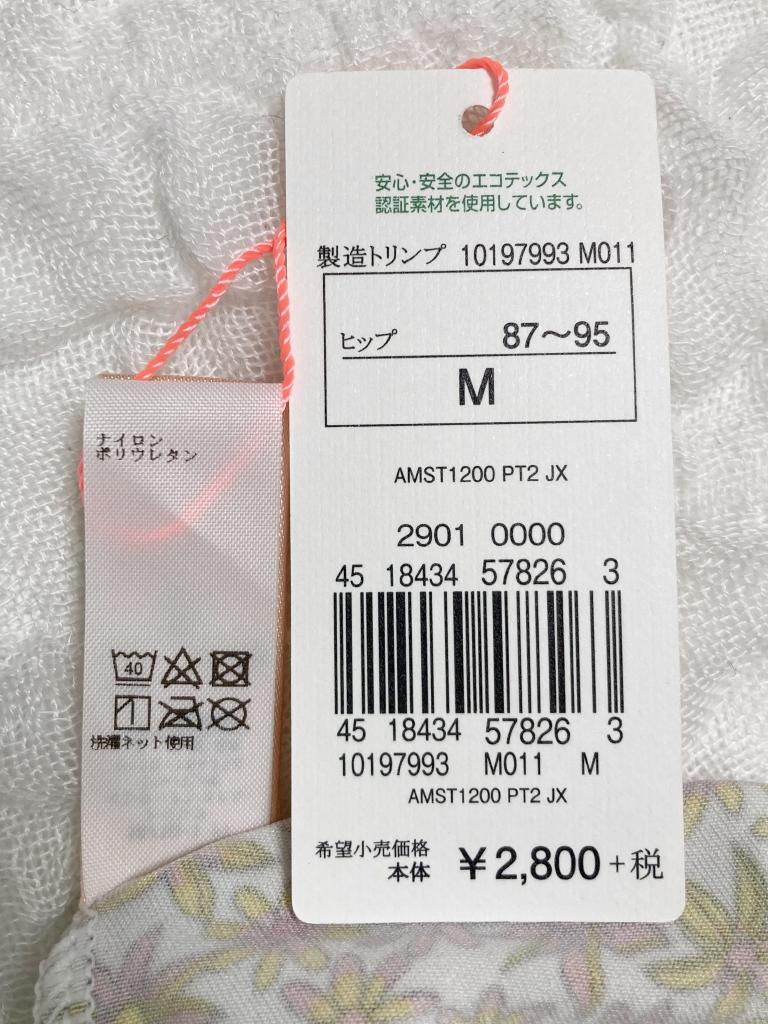 安心・安全のエコテックス
認証素材を使用しています。
製造トリンプ 10197993 M011
ヒップ 87〜95
M
AMST1200 PT2 JX
2901 0000
45 18434 57826 3
45 18434 57826 3
10197993 M011 M
AMST1200 PT2 JX
希望小売価格
本体 ¥2,800+税
ナイロン
ポリウレタン
40
洗濯ネット使用